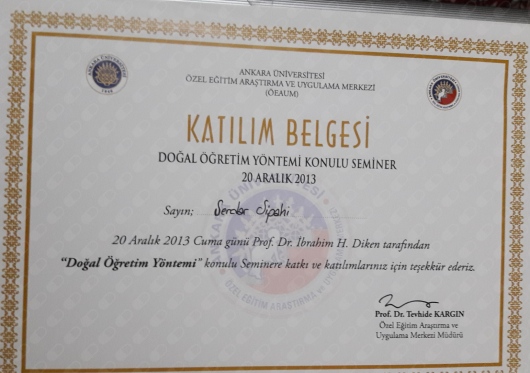 ANKARA ÜNİVERSİTESİ
ÖZEL EĞİTİM ARAŞTIRMA VE UYGULAMA MERKEZİ
(ÖEAUM)
KATILIM BELGESİ
DOĞAL ÖĞRETİM YÖNTEMİ KONULU SEMİNER
20 ARALIK 2013
Sayın; Serdar Sipahi
20 Aralık 2013 Cuma günü Prof. Dr. İbrahim H. Diken tarafından
“Doğal Öğretim Yöntemi” konulu Seminere katkı ve katılımlarınız için teşekkür ederiz.
Prof. Dr. Tevhide KARGIN
Özel Eğitim Araştırma ve
Uygulama Merkezi Müdürü